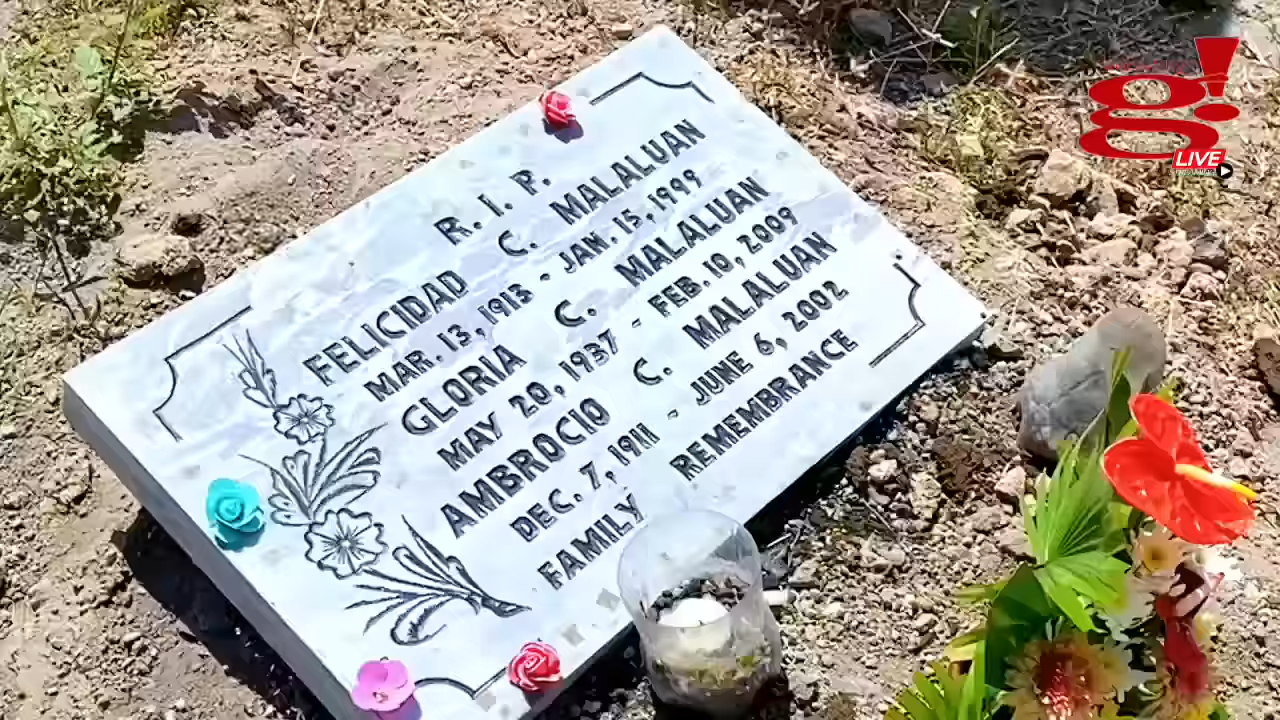 R. I. P.
FELICIDAD C. MALALUAN
MAR. 13, 1913 - JAN. 15, 1999
GLORIA C. MALALUAN
MAY 20, 1937 - FEB. 10, 2009
AMBROCIO C. MALALUAN
DEC. 7, 1911 - JUNE 6, 2002
FAMILY REMEMBRANCE
g!
LIVE